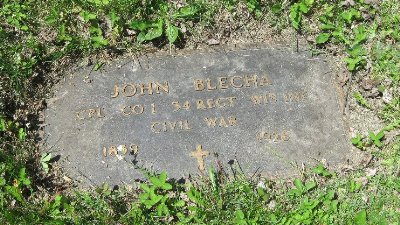 JOHN BLECHA
CPL CO I 34 REGT WIS INF
CIVIL WAR